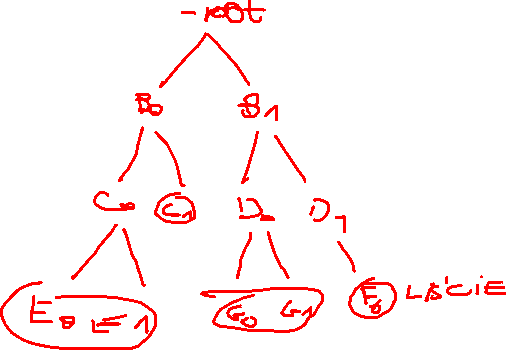 root
B0 B1
C0 C1 D0 D1
E0 E1 G0 G1 F0 LIŚCIE